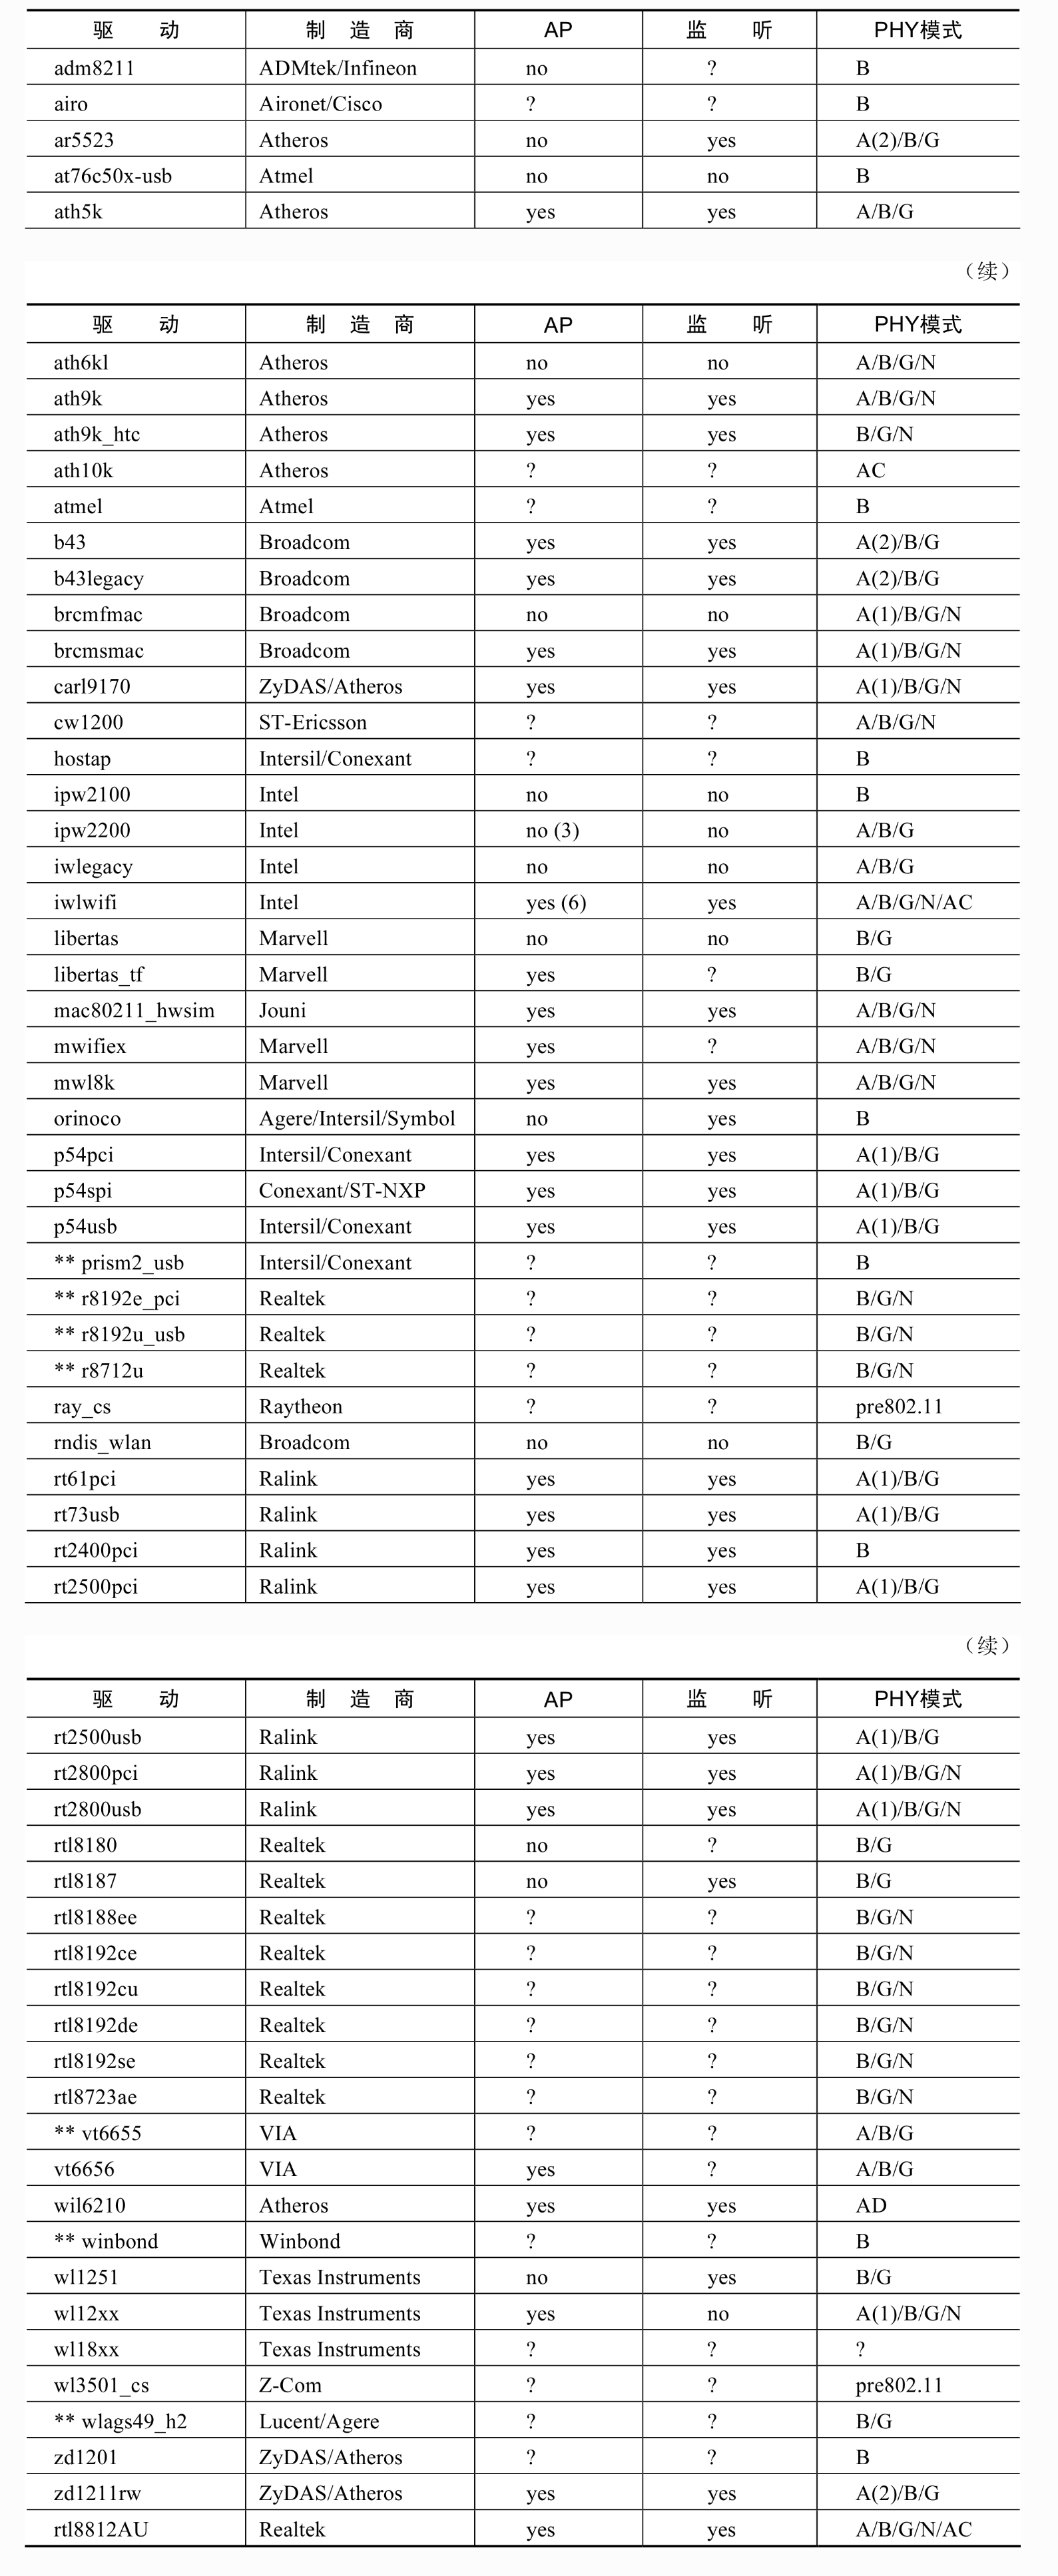 驱 动 制 造 商 AP 监 听 PHY模式
adm8211 ADMtek/Infineon no ? B
airo Aironet/Cisco ? ? B
ar5523 Atheros no yes A(2)/B/G
at76c50x-usb Atmel no no B
ath5k Atheros yes yes A/B/G
（续）
驱 动 制 造 商 AP 监 听 PHY模式
ath6kl Atheros no no A/B/G/N
ath9k Atheros yes yes A/B/G/N
ath9k_htc Atheros yes yes B/G/N
ath10k Atheros ? ? AC
atmel Atmel ? ? B
b43 Broadcom yes yes A(2)/B/G
b43legacy Broadcom yes yes A(2)/B/G
brcmfmac Broadcom no no A(1)/B/G/N
brcmsmac Broadcom yes yes A(1)/B/G/N
carl9170 ZyDAS/Atheros yes yes A(1)/B/G/N
cw1200 ST-Ericsson ? ? A/B/G/N
hostap Intersil/Conexant ? ? B
ipw2100 Intel no no B
ipw2200 Intel no (3) no A/B/G
iwlegacy Intel no no A/B/G
iwlwifi Intel yes (6) yes A/B/G/N/AC
libertas Marvell no no B/G
libertas_tf Marvell yes ? B/G
mac80211_hwsim Jouni yes yes A/B/G/N
mwifiex Marvell yes ? A/B/G/N
mwl8k Marvell yes yes A/B/G/N
orinoco Agere/Intersil/Symbol no yes B
p54pci Intersil/Conexant yes yes A(1)/B/G
p54spi Conexant/ST-NXP yes yes A(1)/B/G
p54usb Intersil/Conexant yes yes A(1)/B/G
** prism2_usb Intersil/Conexant ? ? B
** r8192e_pci Realtek ? ? B/G/N
** r8192u_usb Realtek ? ? B/G/N
** r8712u Realtek ? ? B/G/N
ray_cs Raytheon ? ? pre802.11
rndis_wlan Broadcom no no B/G
rt61pci Ralink yes yes A(1)/B/G
rt73usb Ralink yes yes A(1)/B/G
rt2400pci Ralink yes yes B
rt2500pci Ralink yes yes A(1)/B/G
（续）
驱 动 制 造 商 AP 监 听 PHY模式
rt2500usb Ralink yes yes A(1)/B/G
rt2800pci Ralink yes yes A(1)/B/G/N
rt2800usb Ralink yes yes A(1)/B/G/N
rtl8180 Realtek no ? B/G
rtl8187 Realtek no yes B/G
rtl8188ee Realtek ? ? B/G/N
rtl8192ce Realtek ? ? B/G/N
rtl8192cu Realtek ? ? B/G/N
rtl8192de Realtek ? ? B/G/N
rtl8192se Realtek ? ? B/G/N
rtl8723ae Realtek ? ? B/G/N
** vt6655 VIA ? ? A/B/G
vt6656 VIA yes ? A/B/G
wil6210 Atheros yes yes AD
** winbond Winbond ? ? B
wl1251 Texas Instruments no yes B/G
wl12xx Texas Instruments yes no A(1)/B/G/N
wl18xx Texas Instruments ? ? ?
wl3501_cs Z-Com ? ? pre802.11
** wlags49_h2 Lucent/Agere ? ? B/G
zd1201 ZyDAS/Atheros ? ? B
zd1211rw ZyDAS/Atheros yes yes A(2)/B/G
rtl8812AU Realtek yes yes A/B/G/N/AC